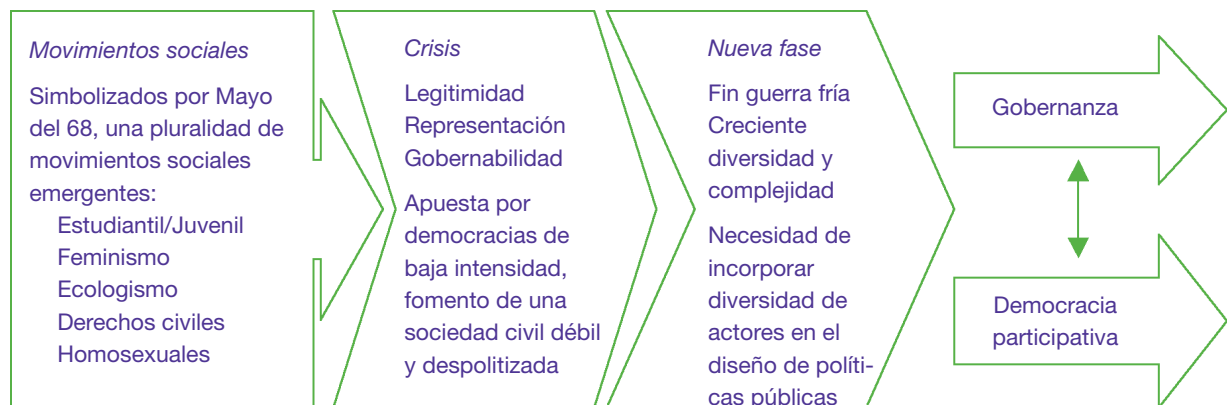 Movimientos sociales
Simbolizados por Mayo
del 68, una pluralidad de
movimientos sociales
emergentes:
Estudiantil/Juvenil
Feminismo
Ecologismo
Derechos civiles
Homosexuales
Crisis
Legitimidad
Representación
Gobernabilidad
Apuesta por
democracias de
baja intensidad,
fomento de una
sociedad civil débil
y despolitizada
Nueva fase
Fin guerra fría
Creciente
diversidad y
complejidad
Necesidad de
incorporar
diversidad de
actores en el
diseño de políti-
cas públicas
Gobernanza
Democracia
participativa